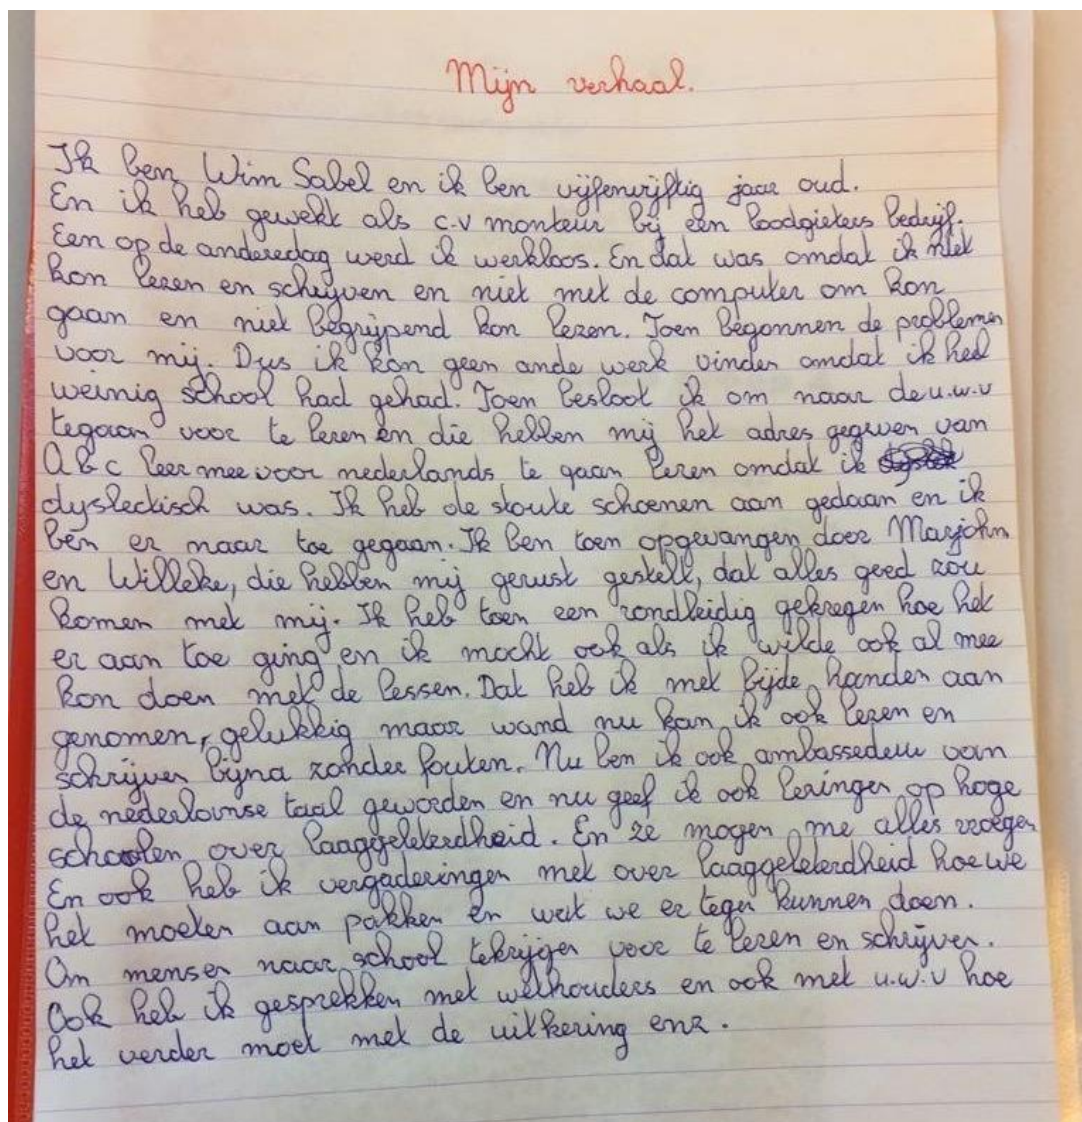 Mijn verhaal.
Ik ben Wim Sabel en ik ben vijfenvijftig jaar oud.
En ik heb gewekt als c.v monteur bij een loodgieters bedrijf.
Een op de anderedag werd ik werkloos. En dat was omdat ik niet
kon lezen en schrijven en niet met de computer om kon
gaan en niet begrijpend kon lezen. Toen begonnen de problemen
voor mij. Dus ik kon geen ande werk vinden omdat ik heel
weinig school had gehad. Toen besloot ik om naar de u.w.v
tegaan voor te leren en die hebben mij het adres gegeven van
A B C leer mee voor nederlands te gaan leren omdat ik
dysleckisch was. Ik heb de stoute schoenen aan gedaan en ik
ben er naar toe gegaan. Ik ben toen opgevangen door Marjohn
en Willeke, die hebben mij gerust gestelt, dat alles goed zou
komen met mij. Ik heb toen een rondleidig gekregen hoe het
er aan toe ging en ik mocht ook als ik wilde ook al mee
kon doen met de lessen. Dat heb ik met bijde handen aan
genomen, gelukkig maar wand nu kan ik ook lezen en
schrijven bijna zonder fouten. Nu ben ik ook ambassedeur van
de nederlanse taal geworden en nu geef ik ook leringen op hoge
schoolen over laaggeleterdheid. En ze mogen me alles vroegen
En ook heb ik vergaderingen met over laaggeleterdheid hoe we
het moeten aan pakken en wat we er tegen kunnen doen.
Om mensen naar school tekrijgen voor te lezen en schrijven.
Ook heb ik gesprekken met wethouders en ook met u.w.v hoe
het verder moet met de uitkering enz.